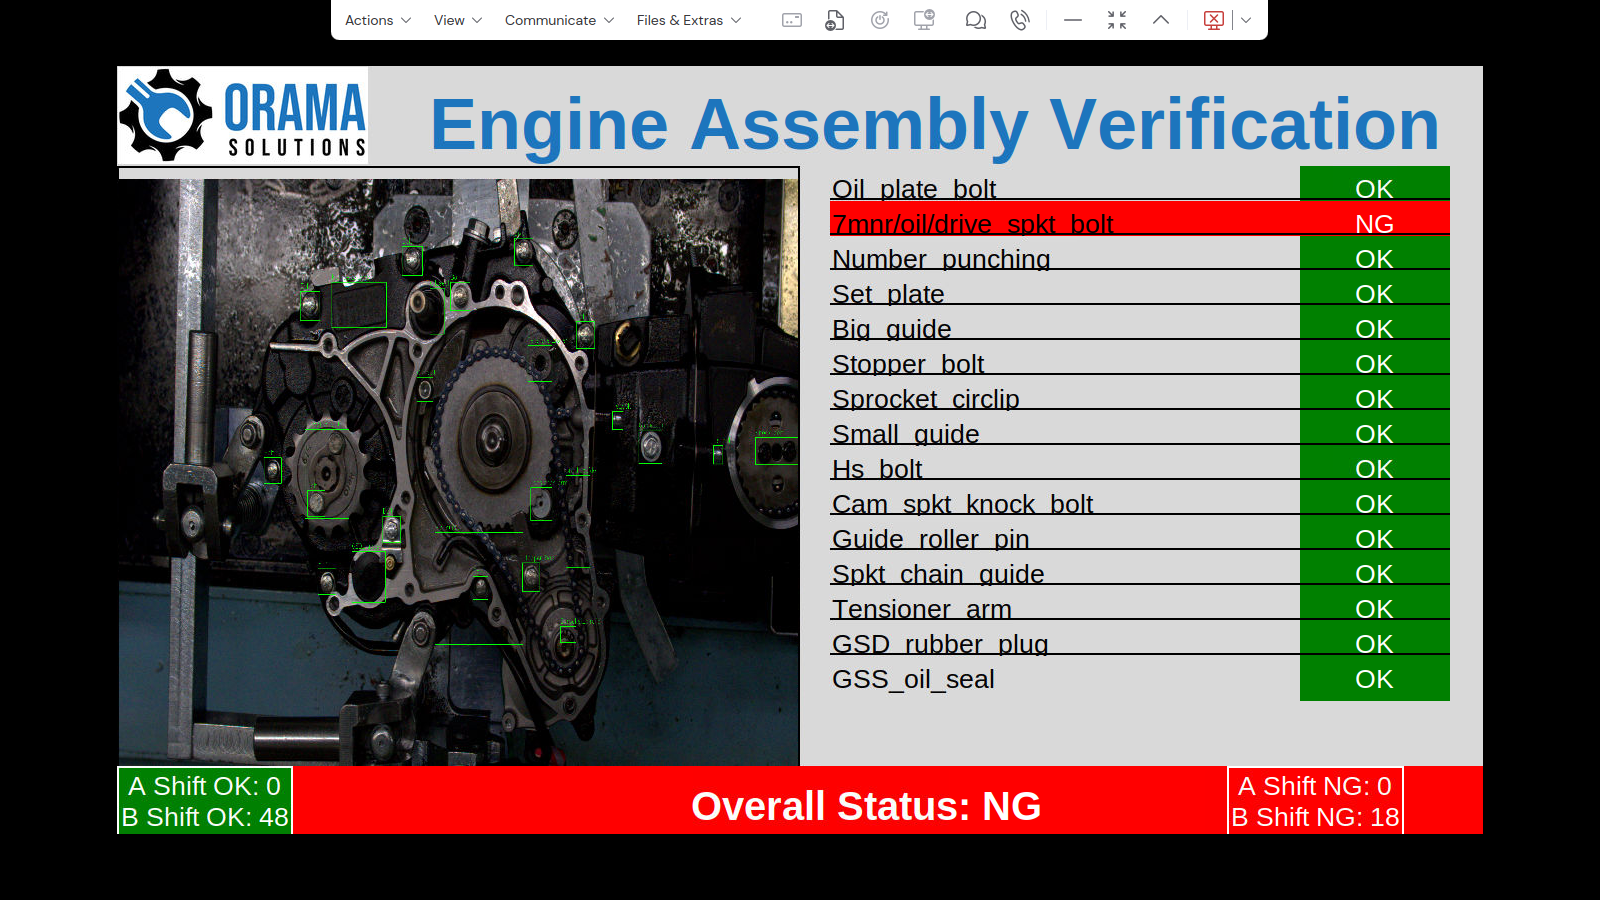 Actions View Communicate Files & Extras
ORAMA
SOLUTIONS
Engine Assembly Verification
Oil_plate_bolt OK
7mnr/oil/drive_spkt_bolt NG
Number_punching OK
Set_plate OK
Big_guide OK
Stopper_bolt OK
Sprocket_circlip OK
Small_guide OK
Hs_bolt OK
Cam_spkt_knock_bolt OK
Guide_roller_pin OK
Spkt_chain_guide OK
Tensioner_arm OK
GSD_rubber_plug OK
GSS_oil_seal OK
A Shift OK: 0
B Shift OK: 48
Overall Status: NG
A Shift NG: 0
B Shift NG: 18